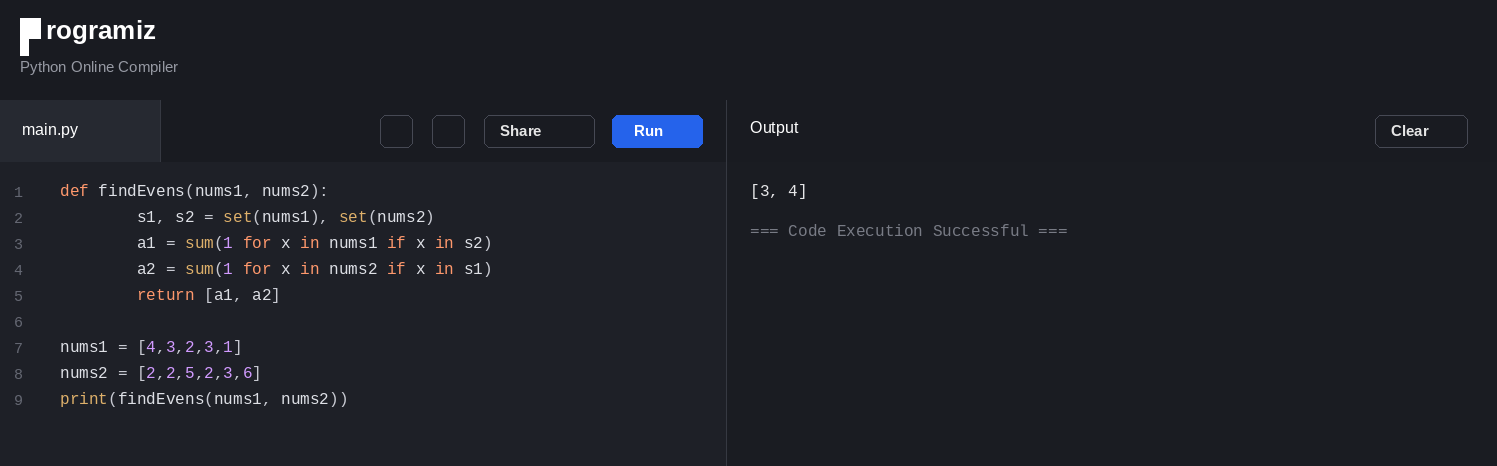 Programiz
Python Online Compiler
main.py
Share
Run
Output
Clear
1 def findEvens(nums1, nums2):
2         s1, s2 = set(nums1), set(nums2)
3         a1 = sum(1 for x in nums1 if x in s2)
4         a2 = sum(1 for x in nums2 if x in s1)
5         return [a1, a2]
6
7 nums1 = [4,3,2,3,1]
8 nums2 = [2,2,5,2,3,6]
9 print(findEvens(nums1, nums2))
[3, 4]
=== Code Execution Successful ===